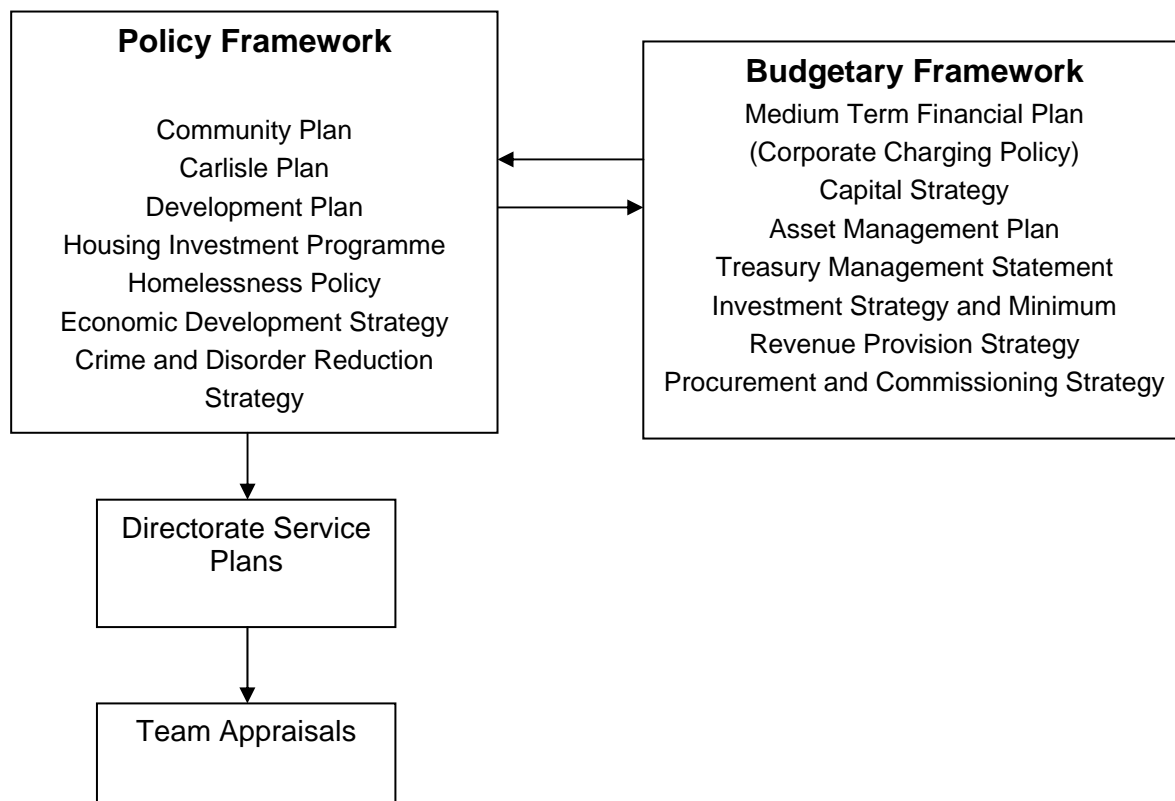 Policy Framework
Community Plan
Carlisle Plan
Development Plan
Housing Investment Programme
Homelessness Policy
Economic Development Strategy
Crime and Disorder Reduction
Strategy
Budgetary Framework
Medium Term Financial Plan
(Corporate Charging Policy)
Capital Strategy
Asset Management Plan
Treasury Management Statement
Investment Strategy and Minimum
Revenue Provision Strategy
Procurement and Commissioning Strategy
Directorate Service
Plans
Team Appraisals